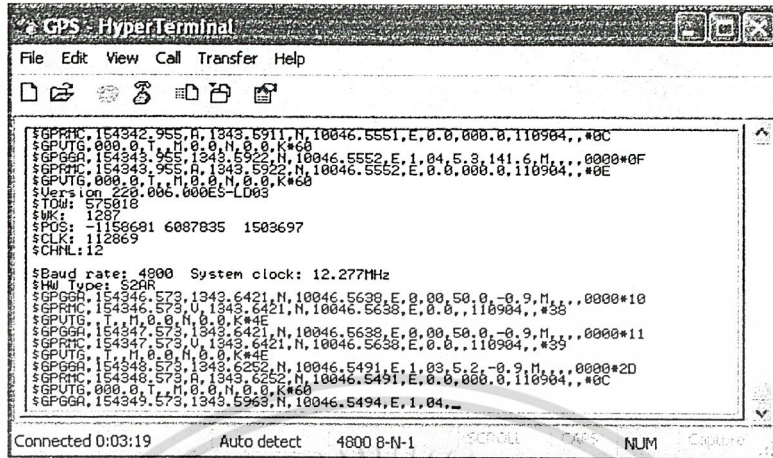 GPS - HyperTerminal
File Edit View Call Transfer Help
$GPRMC,154342.955,A,1343.5911,N,10046.5551,E,0.0,000.0,110904,,*0C
$GPVTG,000.0,T,,M,0.0,N,0.0,K*60
$GPGGA,154343.955,1343.5922,N,10046.5552,E,1,04,5.3,141.6,M,,,,0000*0F
$GPRMC,154343.955,A,1343.5922,N,10046.5552,E,0.0,000.0,110904,,*0E
$GPVTG,000.0,T,,M,0.0,N,0.0,K*60
$Version 220.006.000ES-LD03
$TOW: 575018
$WK: 1287
$POS: -1158681 6087835 1503697
$CLK: 112869
$CHNL:12
$Baud rate: 4800 System clock: 12.277MHz
$HW Type: S2AR
$GPGGA,154346.573,1343.6421,N,10046.5638,E,0,00,50.0,-0.9,M,,,,0000*10
$GPRMC,154346.573,V,1343.6421,N,10046.5638,E,0.0,,110904,,*38
$GPVTG,,T,,M,0.0,N,0.0,K*4E
$GPGGA,154347.573,1343.6421,N,10046.5638,E,0,00,50.0,-0.9,M,,,,0000*11
$GPRMC,154347.573,V,1343.6421,N,10046.5638,E,0.0,,110904,,*39
$GPVTG,,T,,M,0.0,N,0.0,K*4E
$GPGGA,154348.573,1343.6252,N,10046.5491,E,1,03,5.2,-0.9,M,,,,0000*2D
$GPRMC,154348.573,A,1343.6252,N,10046.5491,E,0.0,000.0,110904,,*0C
$GPVTG,000.0,T,,M,0.0,N,0.0,K*60
$GPGGA,154349.573,1343.5963,N,10046.5494,E,1,04,_
Connected 0:03:19 Auto detect 4800 8-N-1 SCROLL CAPS NUM Capture